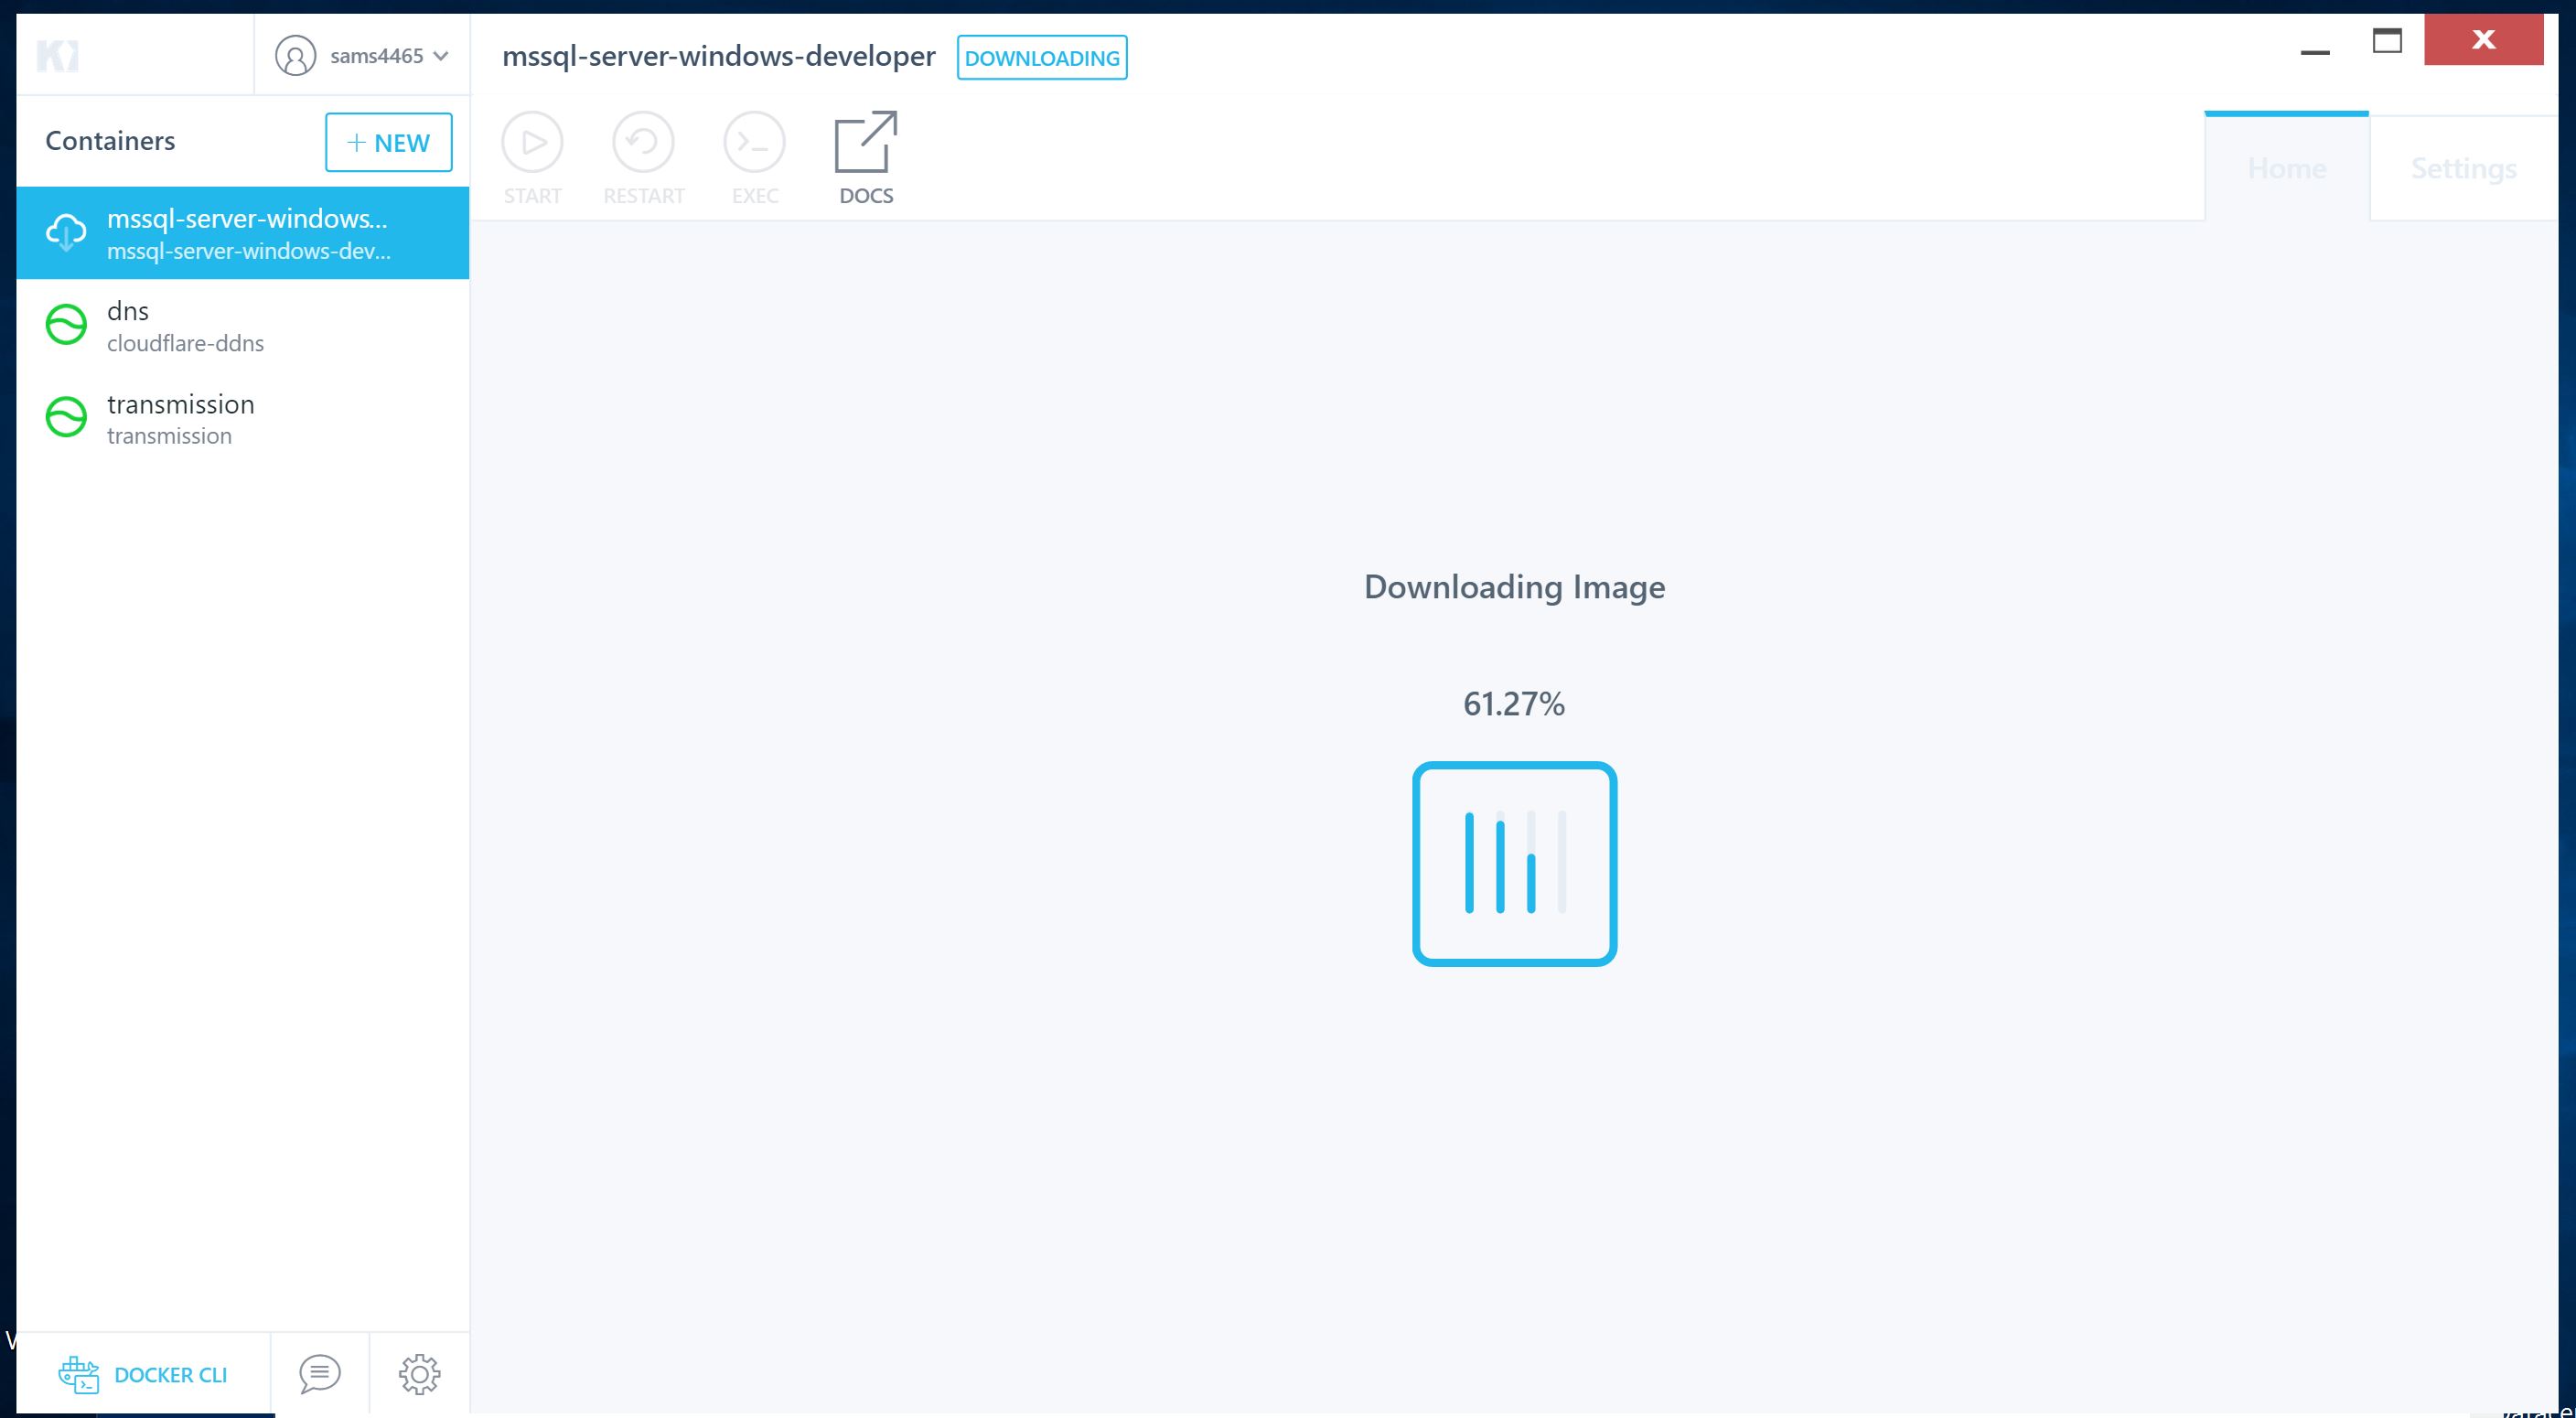 sams4465
mssql-server-windows-developer DOWNLOADING
Containers
+ NEW
START
RESTART
EXEC
DOCS
Home
Settings
mssql-server-windows...
mssql-server-windows-dev...
dns
cloudflare-ddns
transmission
transmission
Downloading Image
61.27%
DOCKER CLI